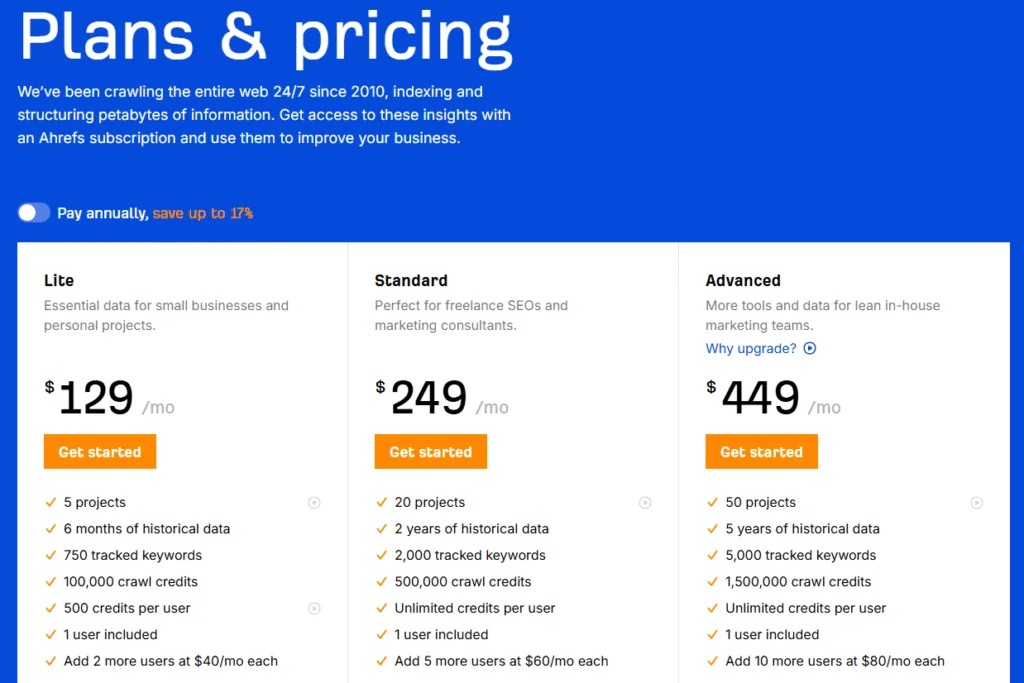 Plans & pricing
We’ve been crawling the entire web 24/7 since 2010, indexing and
structuring petabytes of information. Get access to these insights with
an Ahrefs subscription and use them to improve your business.
Pay annually, save up to 17%
Lite
Essential data for small businesses and
personal projects.
$129 /mo
Get started
5 projects
6 months of historical data
750 tracked keywords
100,000 crawl credits
500 credits per user
1 user included
Add 2 more users at $40/mo each
Standard
Perfect for freelance SEOs and
marketing consultants.
$249 /mo
Get started
20 projects
2 years of historical data
2,000 tracked keywords
500,000 crawl credits
Unlimited credits per user
1 user included
Add 5 more users at $60/mo each
Advanced
More tools and data for lean in-house
marketing teams.
Why upgrade?
$449 /mo
Get started
50 projects
5 years of historical data
5,000 tracked keywords
1,500,000 crawl credits
Unlimited credits per user
1 user included
Add 10 more users at $80/mo each